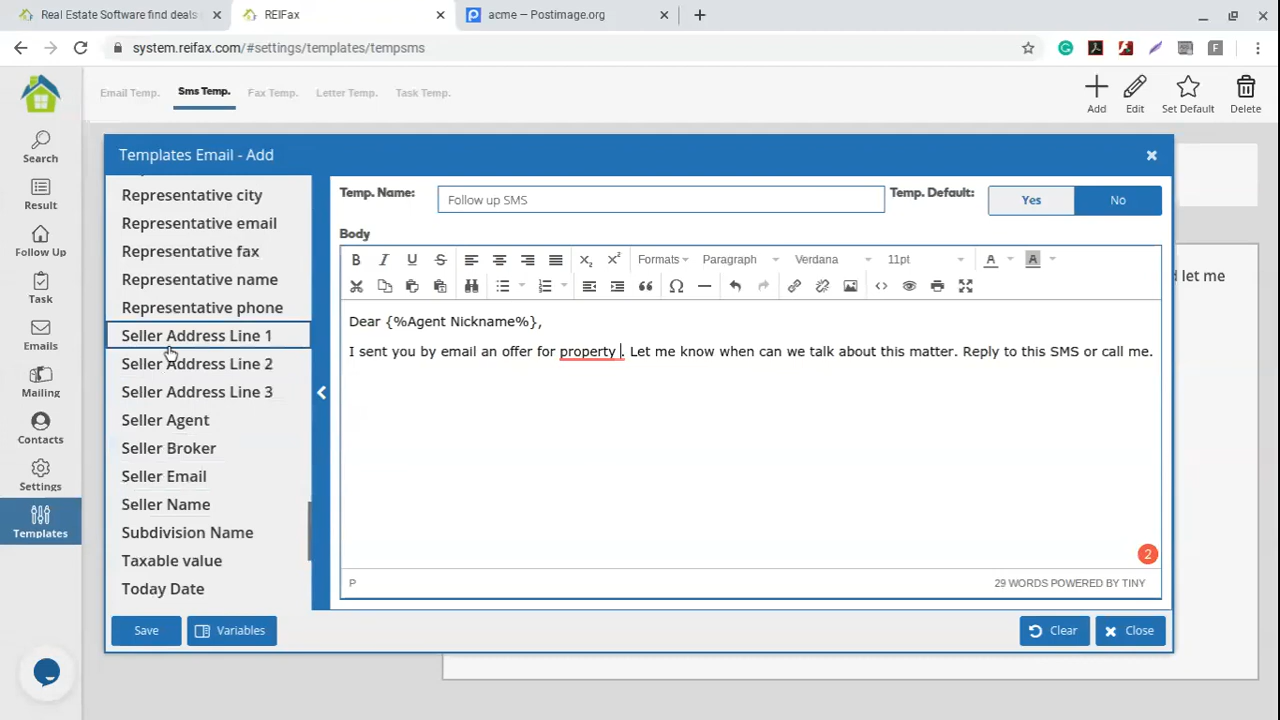 Real Estate Software find deals
REIFax
acme — Postimage.org
system.reifax.com/#settings/templates/tempsms
Email Temp.
Sms Temp.
Fax Temp.
Letter Temp.
Task Temp.
Add
Edit
Set Default
Delete
Search
Result
Follow Up
Task
Emails
Mailing
Contacts
Settings
Templates
Templates Email - Add
Representative city
Representative email
Representative fax
Representative name
Representative phone
Seller Address Line 1
Seller Address Line 2
Seller Address Line 3
Seller Agent
Seller Broker
Seller Email
Seller Name
Subdivision Name
Taxable value
Today Date
Temp. Name:
Follow up SMS
Temp. Default:
Yes
No
Body
B I U S X₂ X² Formats Paragraph Verdana 11pt A A
Dear {%Agent Nickname%},
I sent you by email an offer for property . Let me know when can we talk about this matter. Reply to this SMS or call me.
2
P
29 WORDS POWERED BY TINY
Save
Variables
Clear
Close
d let me